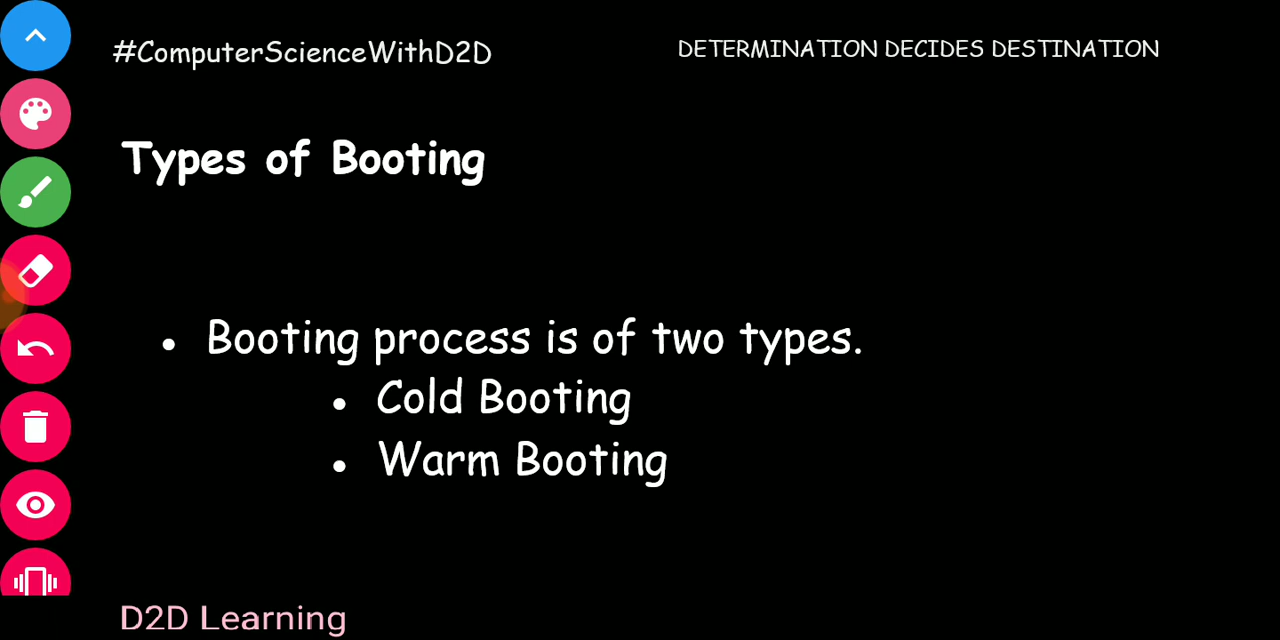 #ComputerScienceWithD2D
DETERMINATION DECIDES DESTINATION
Types of Booting
• Booting process is of two types.
• Cold Booting
• Warm Booting
D2D Learning